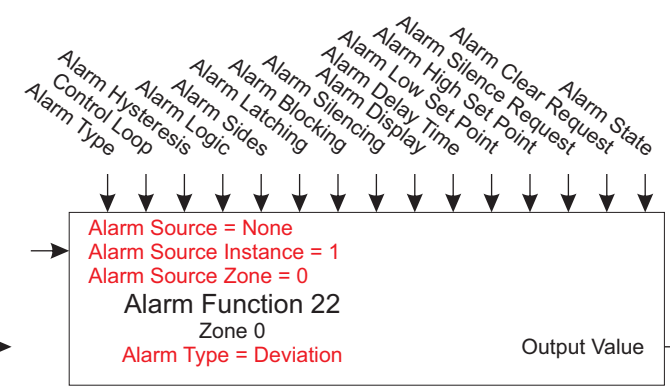 Alarm Type
Control Loop
Alarm Hysteresis
Alarm Logic
Alarm Sides
Alarm Latching
Alarm Blocking
Alarm Silencing
Alarm Display
Alarm Delay Time
Alarm Low Set Point
Alarm High Set Point
Alarm Silence Request
Alarm Clear Request
Alarm State
Alarm Source = None
Alarm Source Instance = 1
Alarm Source Zone = 0
Alarm Function 22
Zone 0
Alarm Type = Deviation
Output Value